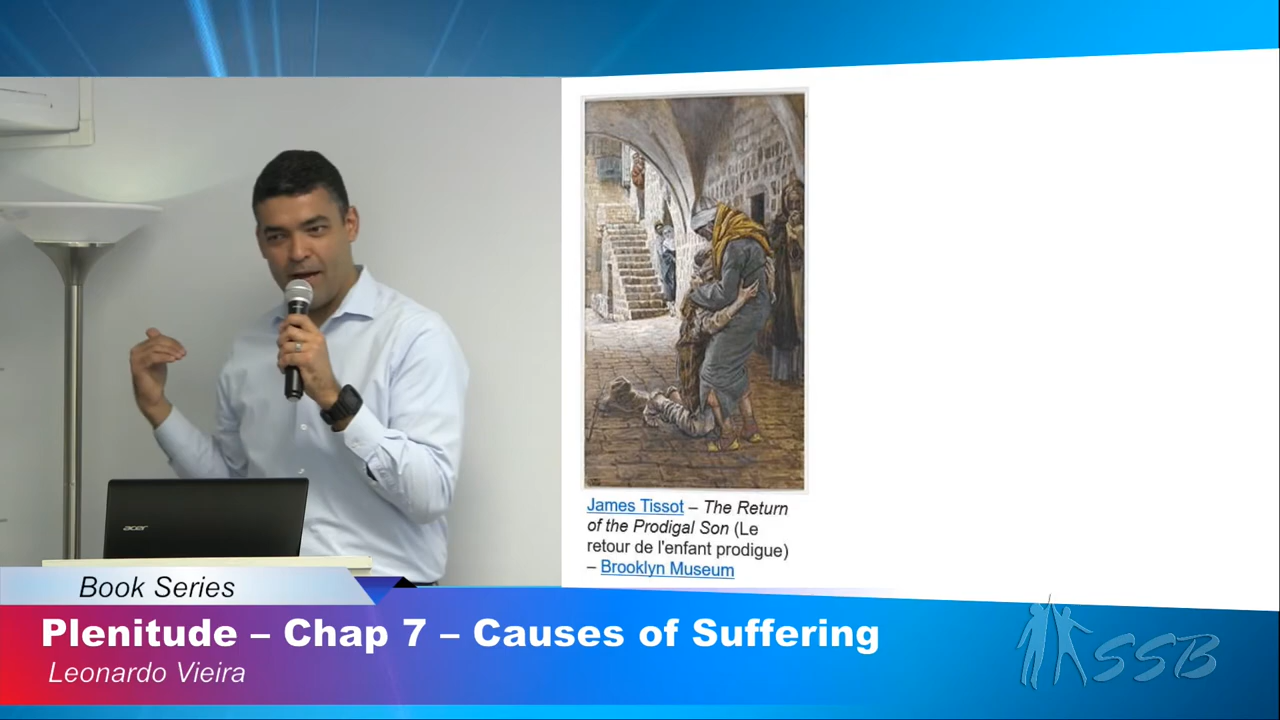 acer
James Tissot – The Return
of the Prodigal Son (Le
retour de l'enfant prodigue)
– Brooklyn Museum
Book Series
Plenitude – Chap 7 – Causes of Suffering
Leonardo Vieira
SSB